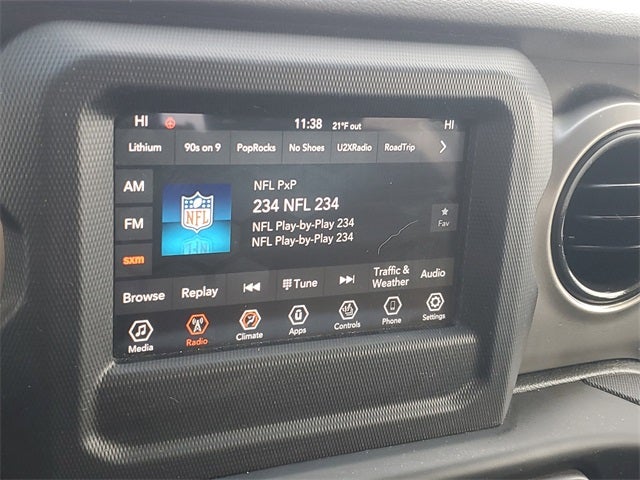 HI 11:38 21°F out HI
Lithium 90s on 9 PopRocks No Shoes U2XRadio RoadTrip
AM
FM
sxm
NFL
NFL PxP
234 NFL 234
NFL Play-by-Play 234
NFL Play-by-Play 234
Fav
Browse Replay Tune Traffic & Weather Audio
Media Radio Climate Apps Controls Phone Settings